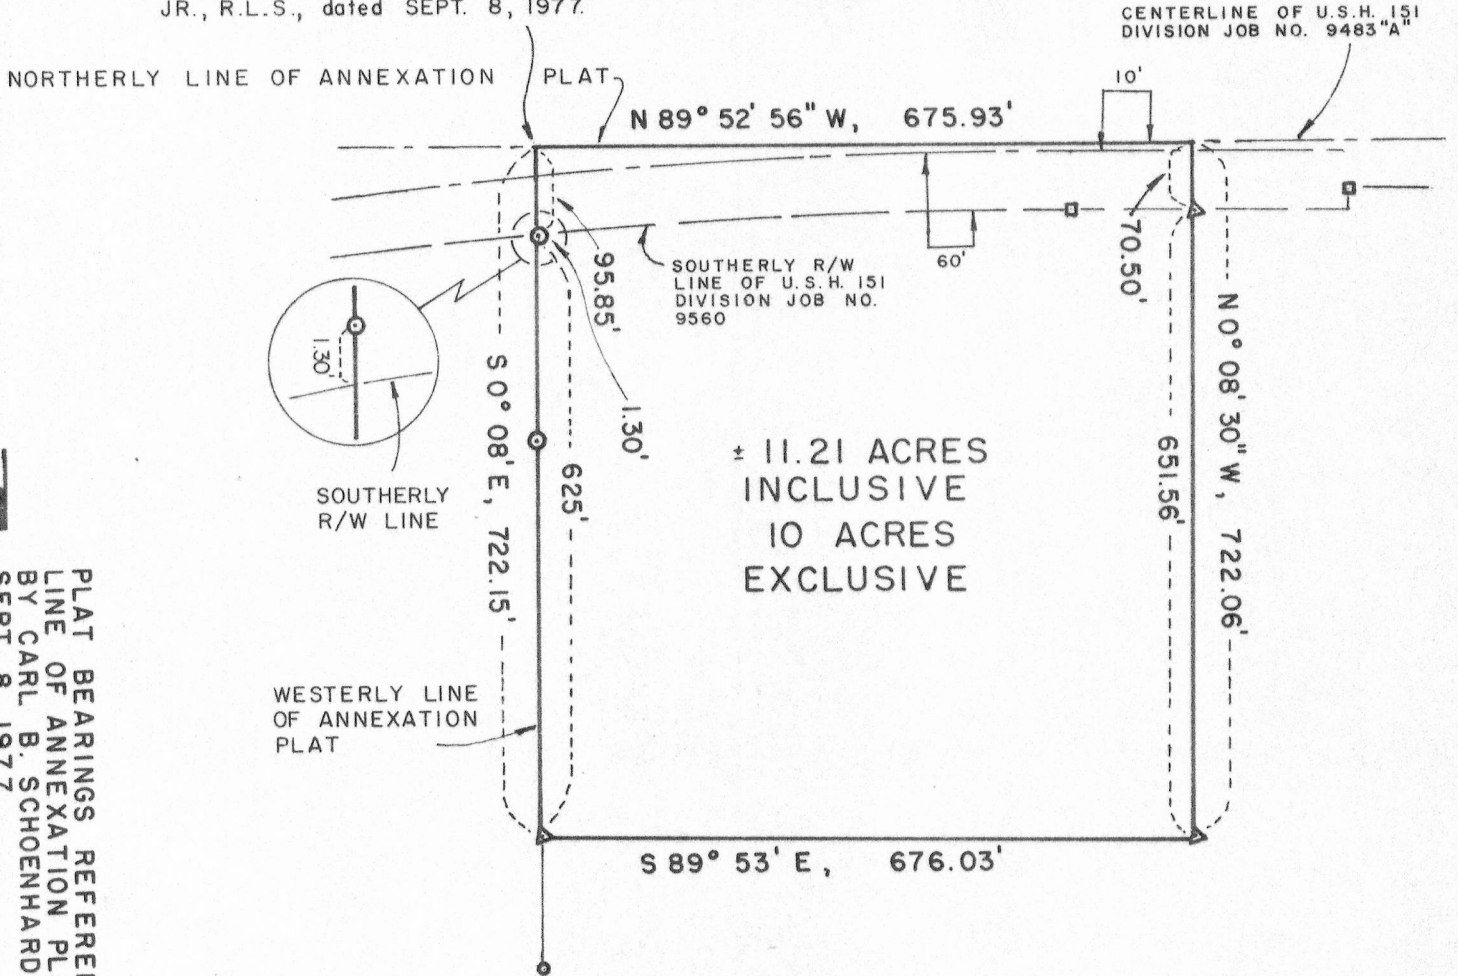 JR., R.L.S., dated SEPT. 8, 1977.
CENTERLINE OF U.S.H. 151
DIVISION JOB NO. 9483 "A"
NORTHERLY LINE OF ANNEXATION PLAT
10'
N 89° 52' 56" W, 675.93'
95.85'
SOUTHERLY R/W
LINE OF U.S.H. 151
DIVISION JOB NO.
9560
60'
70.50'
1.30'
1.30'
SOUTHERLY
R/W LINE
S 0° 08' E, 722.15'
625'
± 11.21 ACRES
INCLUSIVE
10 ACRES
EXCLUSIVE
651.56'
N 0° 08' 30" W, 722.06'
WESTERLY LINE
OF ANNEXATION
PLAT
S 89° 53' E, 676.03'
PLAT BEARINGS
LINE OF ANNEXATION
BY CARL B.
SEPT. 8, 1977